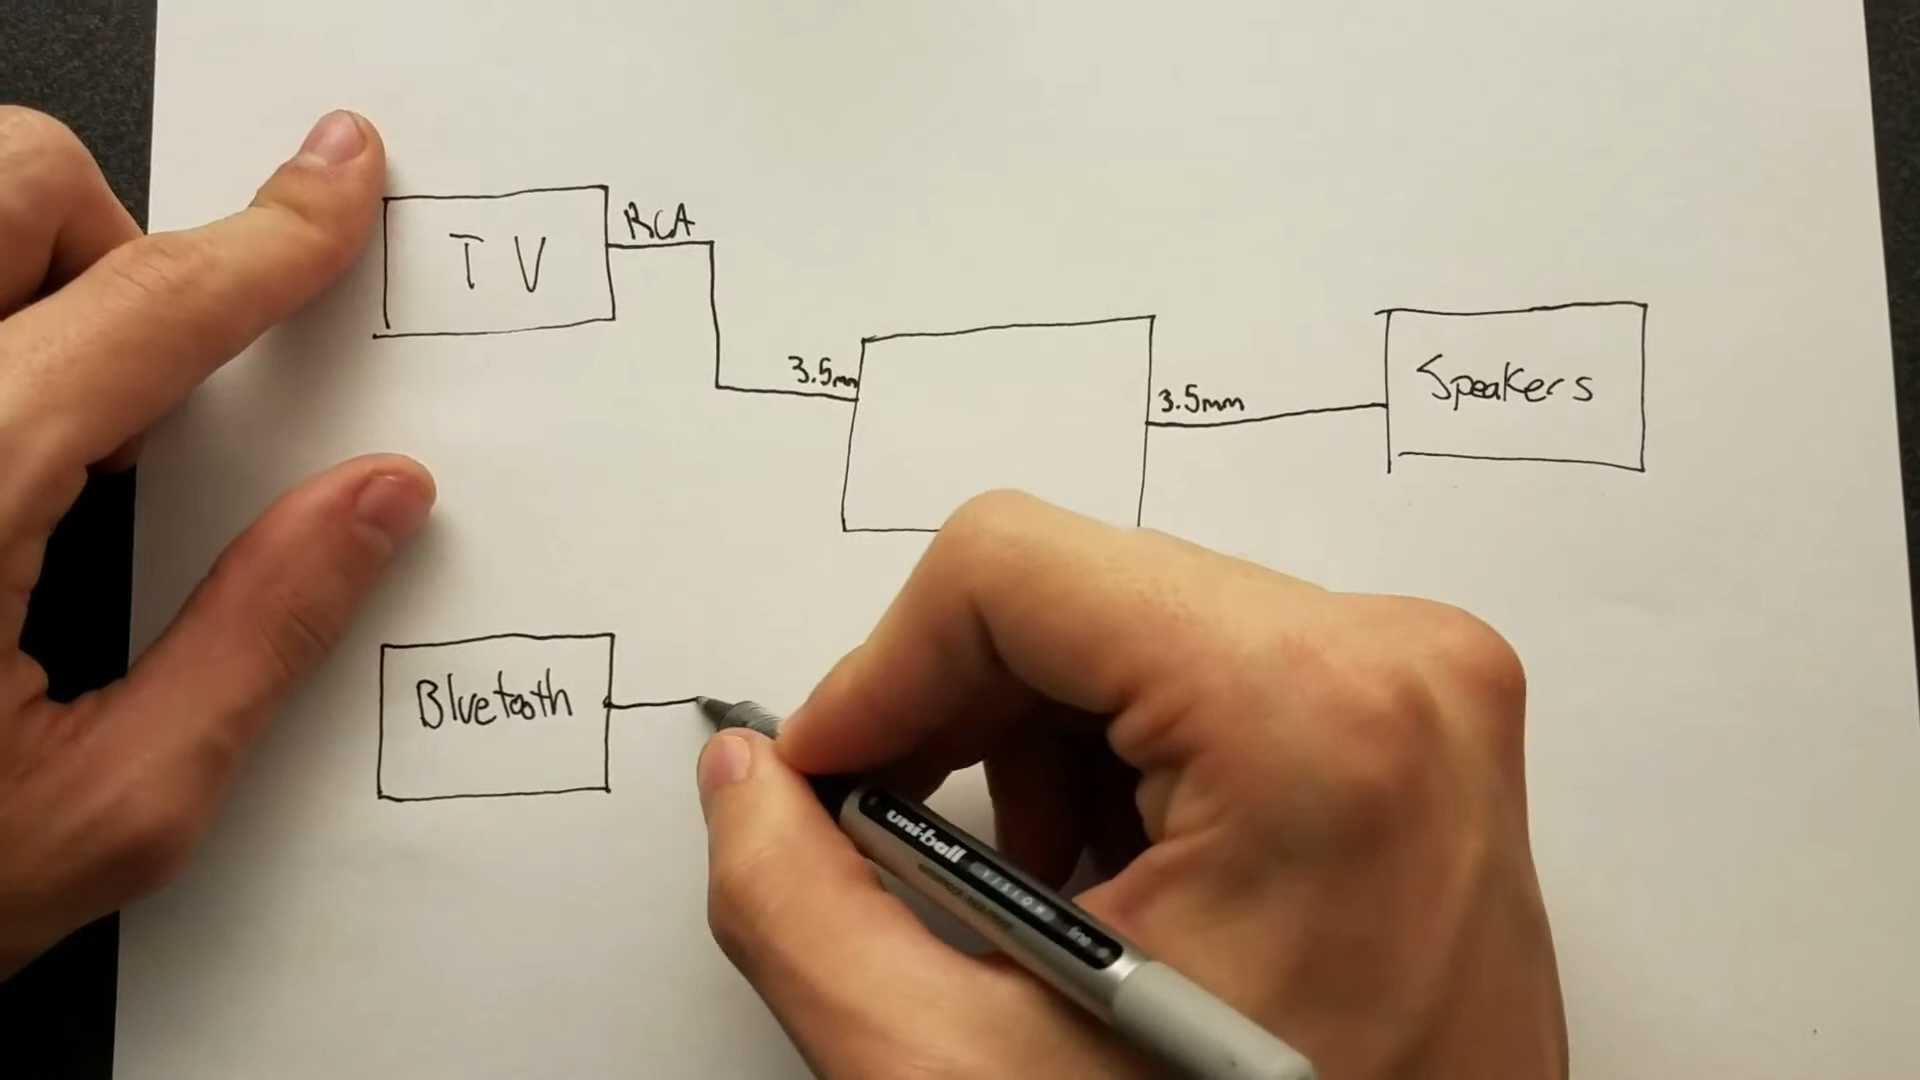 TV
RCA
3.5mm
3.5mm
Speakers
Bluetooth
uni-ball
VISION
fine